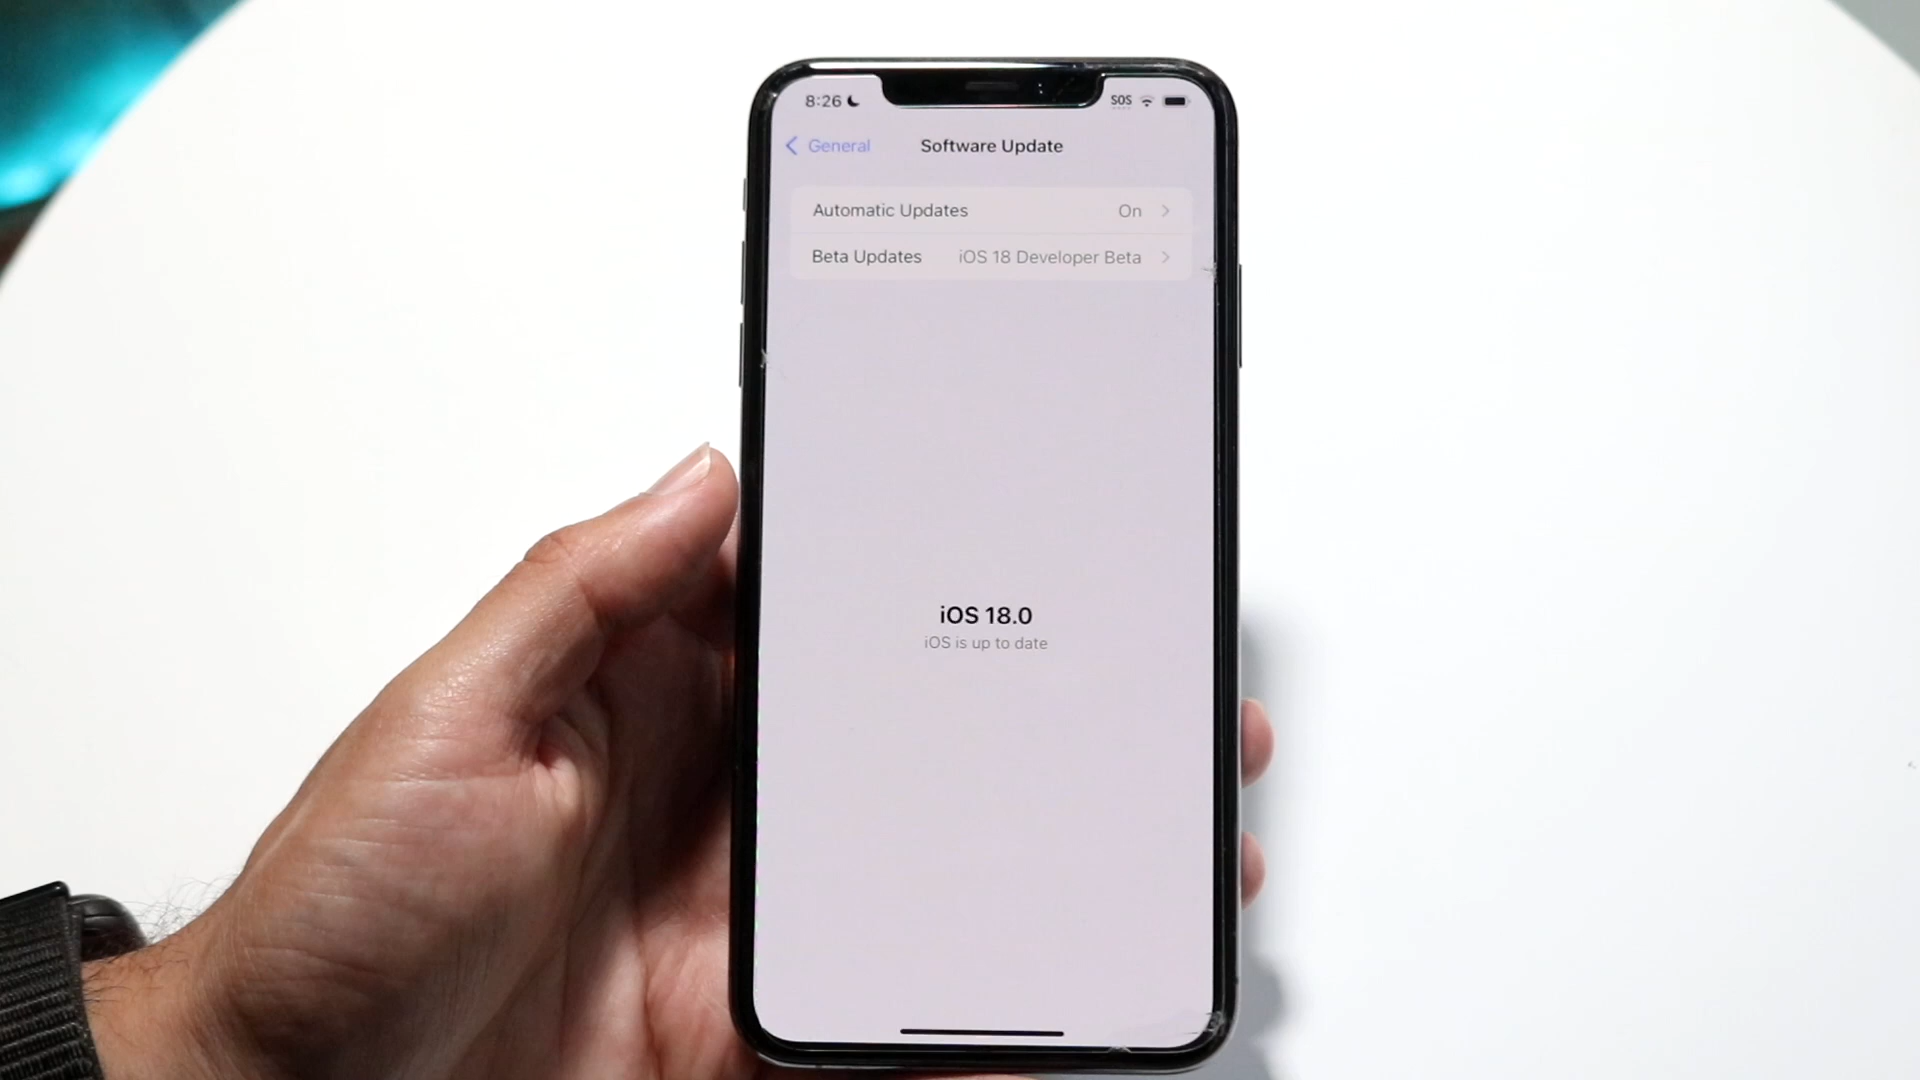 8:26 SOS
General Software Update
Automatic Updates On
Beta Updates iOS 18 Developer Beta
iOS 18.0
iOS is up to date